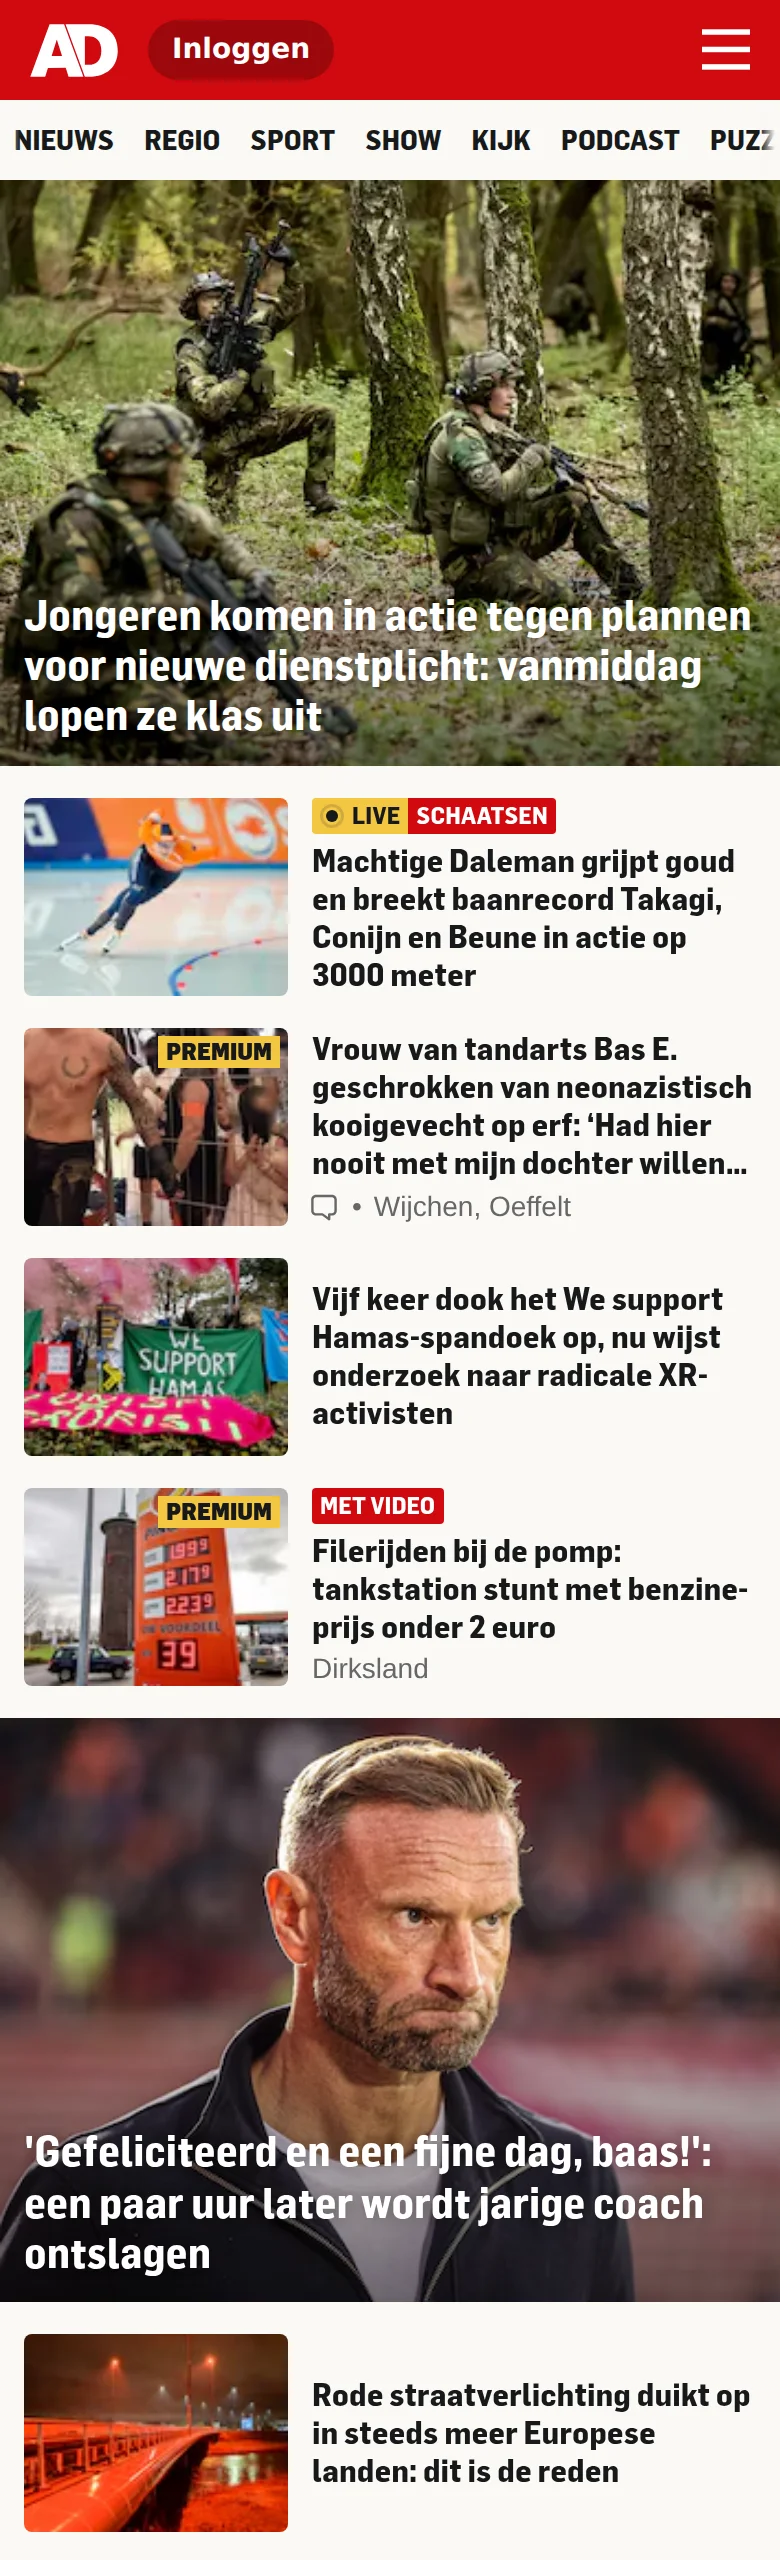 AD
Inloggen
NIEUWS REGIO SPORT SHOW KIJK PODCAST PUZZ
Jongeren komen in actie tegen plannen
voor nieuwe dienstplicht: vanmiddag
lopen ze klas uit
LIVE SCHAATSEN
Machtige Daleman grijpt goud
en breekt baanrecord Takagi,
Conijn en Beune in actie op
3000 meter
PREMIUM
Vrouw van tandarts Bas E.
geschrokken van neonazistisch
kooigevecht op erf: ‘Had hier
nooit met mijn dochter willen...
• Wijchen, Oeffelt
WE
SUPPORT
HAMAS
Vijf keer dook het We support
Hamas-spandoek op, nu wijst
onderzoek naar radicale XR-
activisten
PREMIUM
1999
2179
2239
VOORDEEL
39
MET VIDEO
Filerijden bij de pomp:
tankstation stunt met benzine-
prijs onder 2 euro
Dirksland
'Gefeliciteerd en een fijne dag, baas!':
een paar uur later wordt jarige coach
ontslagen
Rode straatverlichting duikt op
in steeds meer Europese
landen: dit is de reden